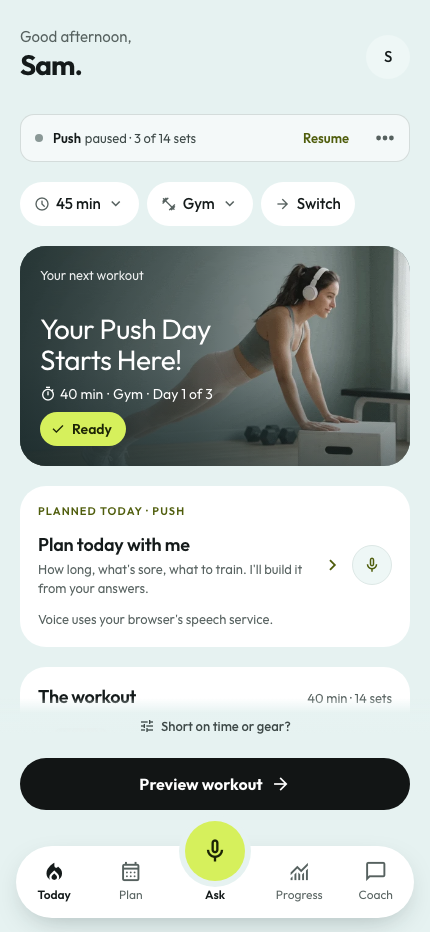 Good afternoon,
Sam.
S
Push paused · 3 of 14 sets
Resume
45 min
Gym
Switch
Your next workout
Your Push Day
Starts Here!
40 min · Gym · Day 1 of 3
Ready
PLANNED TODAY · PUSH
Plan today with me
How long, what's sore, what to train. I'll build it
from your answers.
Voice uses your browser's speech service.
The workout
40 min · 14 sets
Short on time or gear?
Preview workout
Today
Plan
Ask
Progress
Coach